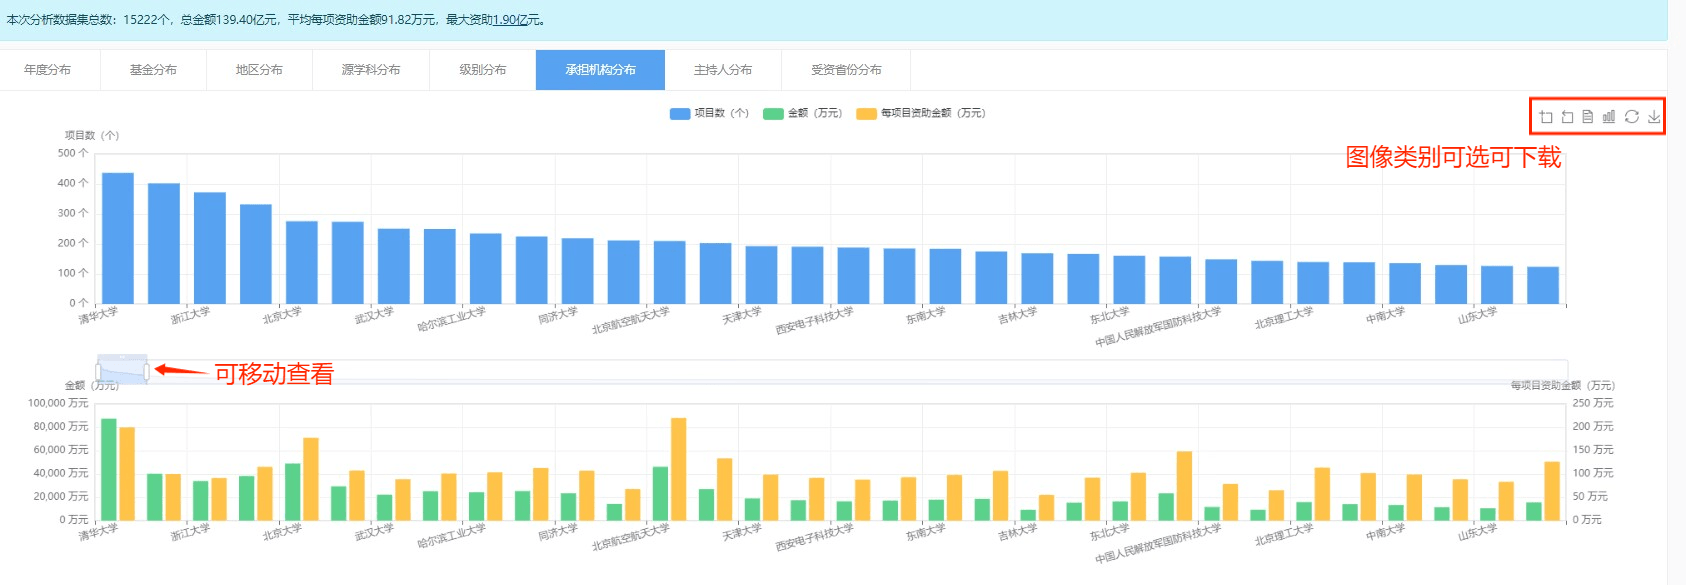 本次分析数据集总数：15222个，总金额139.40亿元，平均每项资助金额91.82万元，最大资助1.90亿元。
年度分布 基金分布 地区分布 源学科分布 级别分布 承担机构分布 主持人分布 受资省份分布
项目数（个） 金额（万元） 每项目资助金额（万元）
图像类别可选可下载
项目数（个）
500 个
400 个
300 个
200 个
100 个
0 个
清华大学 浙江大学 北京大学 武汉大学 哈尔滨工业大学 同济大学 北京航空航天大学 天津大学 西安电子科技大学 东南大学 吉林大学 东北大学 中国人民解放军国防科技大学 北京理工大学 中南大学 山东大学
可移动查看
金额（万元） 每项目资助金额（万元）
100,000 万元 250 万元
80,000 万元 200 万元
60,000 万元 150 万元
40,000 万元 100 万元
20,000 万元 50 万元
0 万元 0 万元
清华大学 浙江大学 北京大学 武汉大学 哈尔滨工业大学 同济大学 北京航空航天大学 天津大学 西安电子科技大学 东南大学 吉林大学 东北大学 中国人民解放军国防科技大学 北京理工大学 中南大学 山东大学